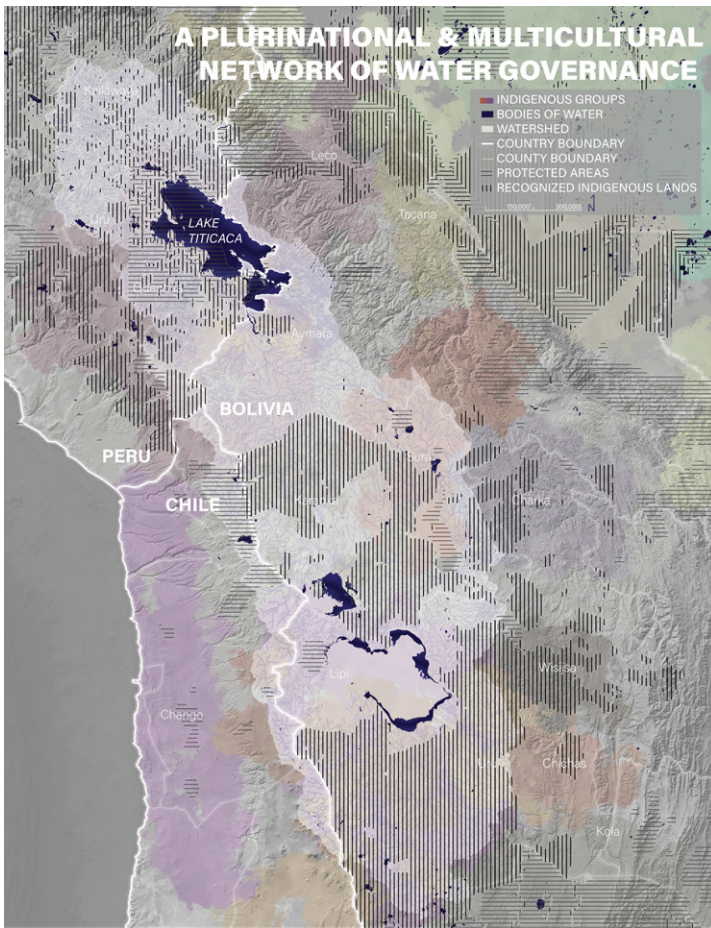 A PLURINATIONAL & MULTICULTURAL
NETWORK OF WATER GOVERNANCE
INDIGENOUS GROUPS
BODIES OF WATER
WATERSHED
COUNTRY BOUNDARY
COUNTY BOUNDARY
PROTECTED AREAS
RECOGNIZED INDIGENOUS LANDS
N
Leco
Tacana
Uru
LAKE
TITICACA
Aymara
BOLIVIA
PERU
CHILE
Charka
Lipi
Wisijsa
Chango
Chichas
Kola